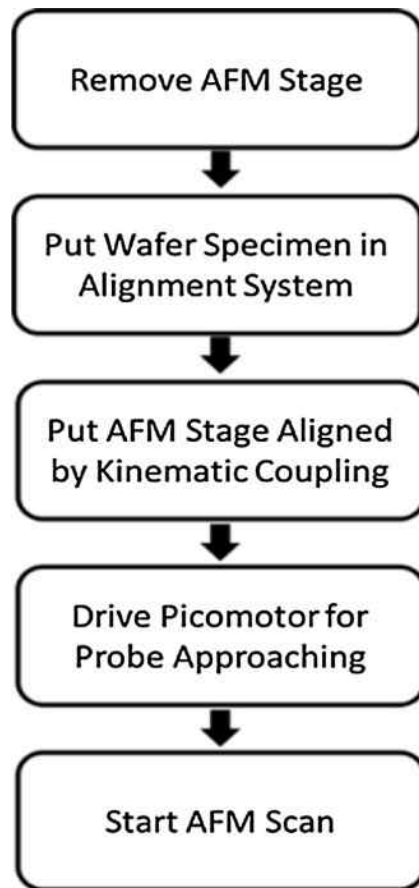 Remove AFM Stage
Put Wafer Specimen in
Alignment System
Put AFM Stage Aligned
by Kinematic Coupling
Drive Picomotor for
Probe Approaching
Start AFM Scan